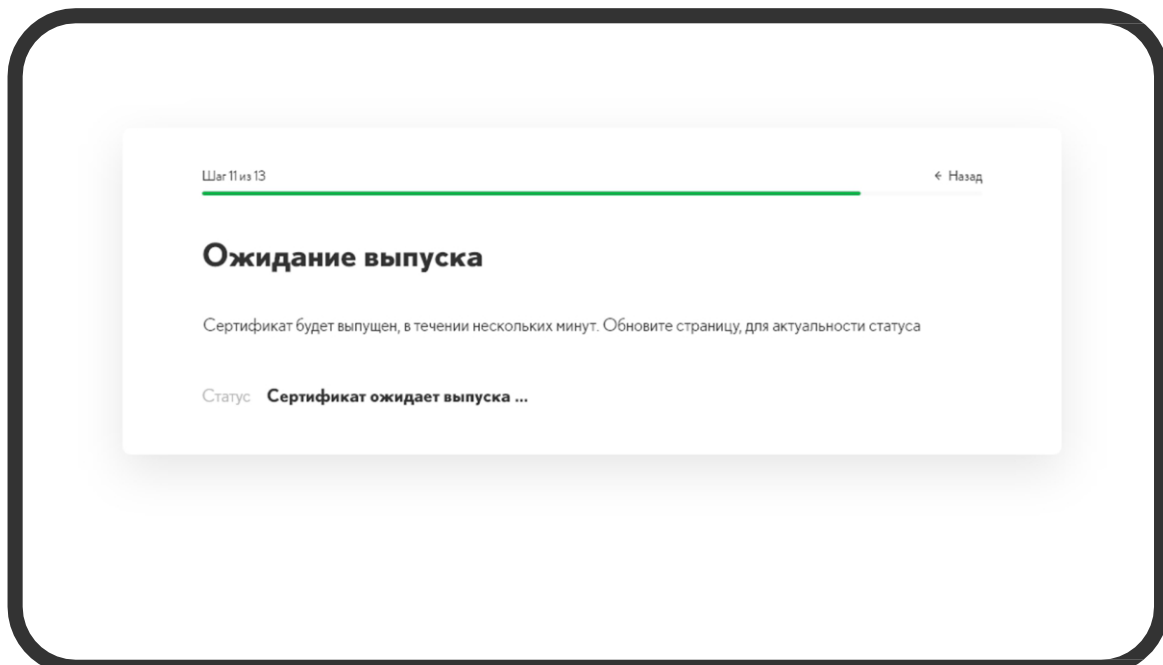 Шаг 11 из 13
← Назад
Ожидание выпуска
Сертификат будет выпущен, в течении нескольких минут. Обновите страницу, для актуальности статуса
Статус Сертификат ожидает выпуска ...